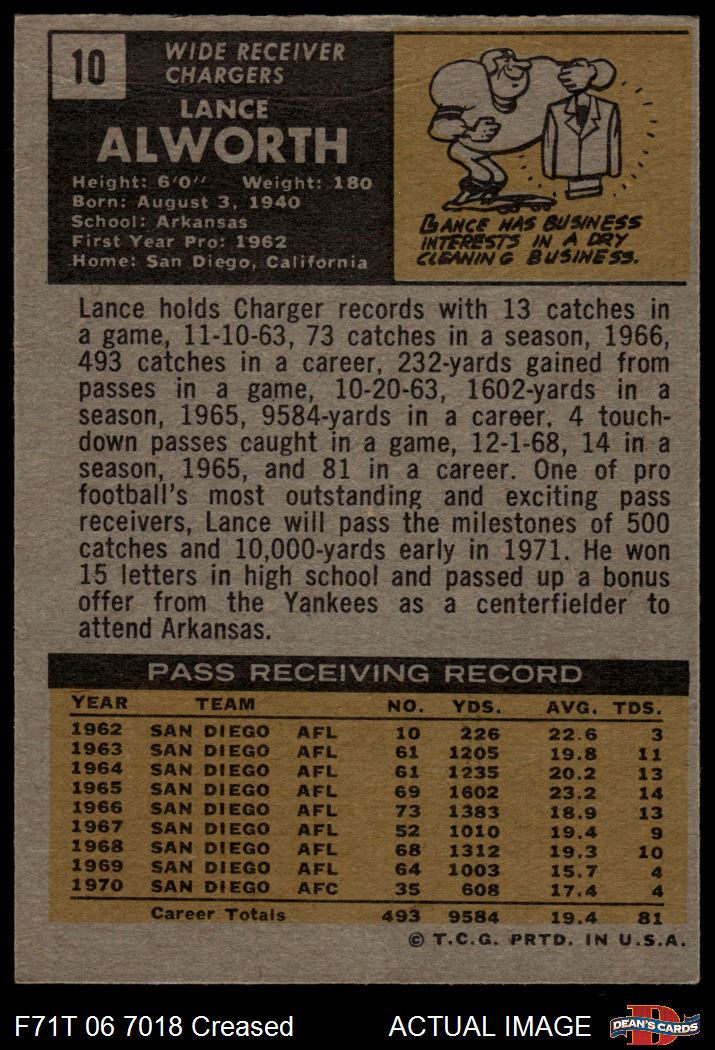 10
WIDE RECEIVER
CHARGERS
LANCE
ALWORTH
Height: 6'0'' Weight: 180
Born: August 3, 1940
School: Arkansas
First Year Pro: 1962
Home: San Diego, California
LANCE HAS BUSINESS
INTERESTS IN A DRY
CLEANING BUSINESS.
Lance holds Charger records with 13 catches in
a game, 11-10-63, 73 catches in a season, 1966,
493 catches in a career, 232-yards gained from
passes in a game, 10-20-63, 1602-yards in a
season, 1965, 9584-yards in a career, 4 touch-
down passes caught in a game, 12-1-68, 14 in a
season, 1965, and 81 in a career. One of pro
football's most outstanding and exciting pass
receivers, Lance will pass the milestones of 500
catches and 10,000-yards early in 1971. He won
15 letters in high school and passed up a bonus
offer from the Yankees as a centerfielder to
attend Arkansas.
PASS RECEIVING RECORD
YEAR TEAM NO. YDS. AVG. TDS.
1962 SAN DIEGO AFL 10 226 22.6 3
1963 SAN DIEGO AFL 61 1205 19.8 11
1964 SAN DIEGO AFL 61 1235 20.2 13
1965 SAN DIEGO AFL 69 1602 23.2 14
1966 SAN DIEGO AFL 73 1383 18.9 13
1967 SAN DIEGO AFL 52 1010 19.4 9
1968 SAN DIEGO AFL 68 1312 19.3 10
1969 SAN DIEGO AFL 64 1003 15.7 4
1970 SAN DIEGO AFC 35 608 17.4 4
Career Totals 493 9584 19.4 81
© T.C.G. PRTD. IN U.S.A.
F71T 06 7018 Creased ACTUAL IMAGE
DEAN'S CARDS